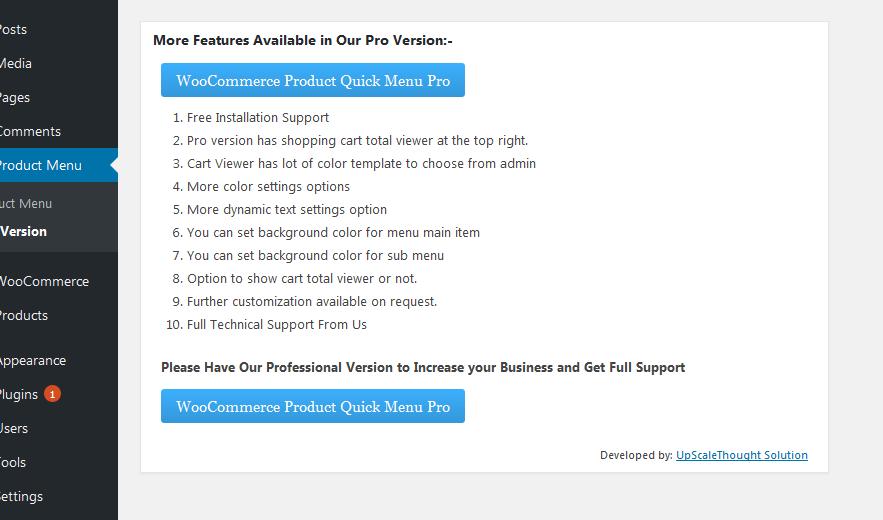 osts
Media
Pages
Comments
Product Menu
uct Menu
Version
WooCommerce
Products
Appearance
Plugins 1
Users
Tools
Settings
More Features Available in Our Pro Version:-
WooCommerce Product Quick Menu Pro
1. Free Installation Support
2. Pro version has shopping cart total viewer at the top right.
3. Cart Viewer has lot of color template to choose from admin
4. More color settings options
5. More dynamic text settings option
6. You can set background color for menu main item
7. You can set background color for sub menu
8. Option to show cart total viewer or not.
9. Further customization available on request.
10. Full Technical Support From Us
Please Have Our Professional Version to Increase your Business and Get Full Support
WooCommerce Product Quick Menu Pro
Developed by: UpScaleThought Solution